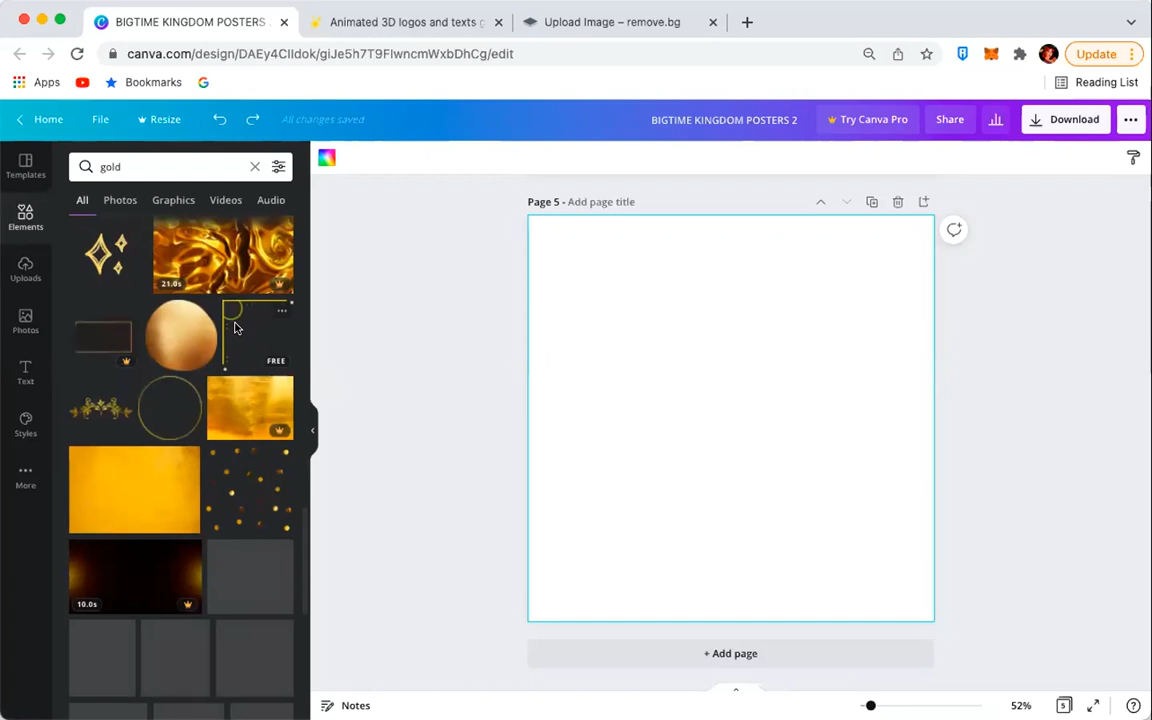 BIGTIME KINGDOM POSTERS
Animated 3D logos and texts g
Upload Image – remove.bg
canva.com/design/DAEy4CIIdok/giJe5h7T9FIwncmWxbDhCg/edit
Update
Apps
Bookmarks
Reading List
Home
File
Resize
All changes saved
BIGTIME KINGDOM POSTERS 2
Try Canva Pro
Share
Download
Templates
Elements
Uploads
Photos
Text
Styles
More
gold
All
Photos
Graphics
Videos
Audio
21.0s
FREE
10.0s
Page 5 - Add page title
+ Add page
Notes
52%
5